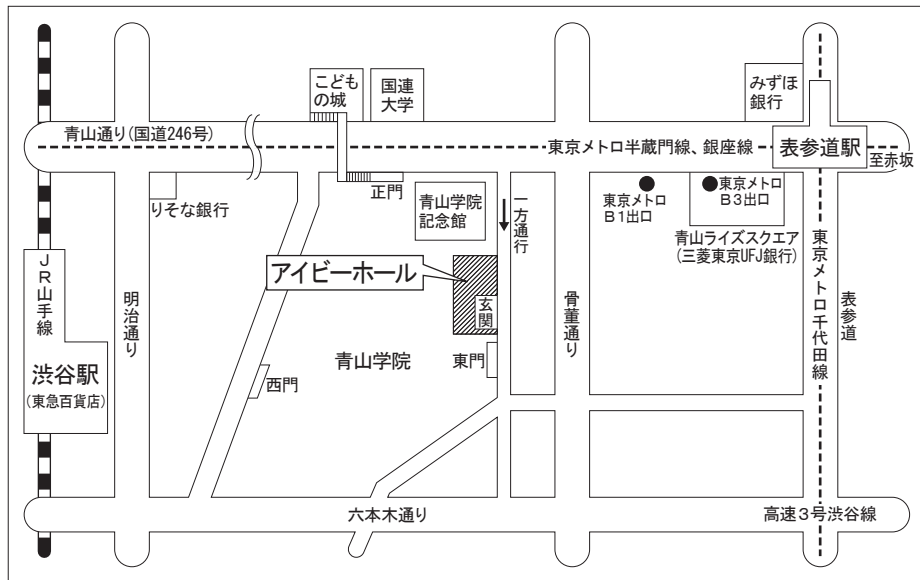 こども
の城
国連
大学
みずほ
銀行
青山通り(国道246号)
東京メトロ半蔵門線、銀座線
表参道駅
至赤坂
りそな銀行
正門
青山学院
記念館
一方通行
東京メトロ
B1出口
東京メトロ
B3出口
青山ライズスクエア
(三菱東京UFJ銀行)
アイビーホール
玄関
JR山手線
明治通り
骨董通り
東京メトロ千代田線
表参道
渋谷駅
(東急百貨店)
青山学院
東門
西門
六本木通り
高速3号渋谷線